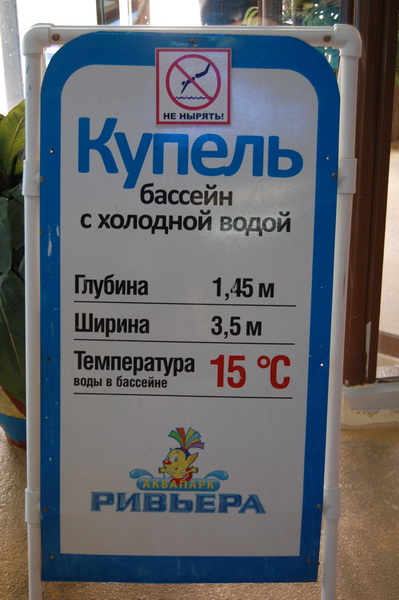 НЕ НЫРЯТЬ!
Купель
бассейн
с холодной водой
Глубина 1,45 м
Ширина 3,5 м
Температура 15 °C
воды в бассейне
АКВАПАРК
РИВЬЕРА